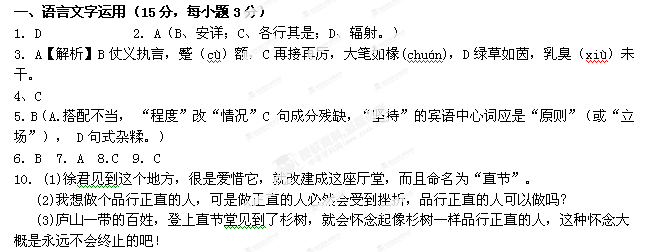 一、语言文字运用（15分，每小题3分）
1. D 2. A（B、安详；C、各行其是；D、辐射。）
3. A【解析】B仗义执言，蹙（cù）额，C再接再厉，大笔如椽(chuán)，D绿草如茵，乳臭（xiù）未
干。
4、C
5.B（A.搭配不当，“程度”改“情况”C 句成分残缺，“坚持”的宾语中心词应是“原则”（或“立
场”）， D句式杂糅。）
6. B 7. A 8.C 9. C
10. (1)徐君见到这个地方，很是爱惜它，就改建成这座厅堂，而且命名为“直节”。
(2)我想做个品行正直的人，可是做正直的人必然会受到挫折，品行正直的人可以做吗？
(3)庐山一带的百姓，登上直节堂见到了杉树，就会怀念起像杉树一样品行正直的人，这种怀念大
概是永远不会终止的吧！